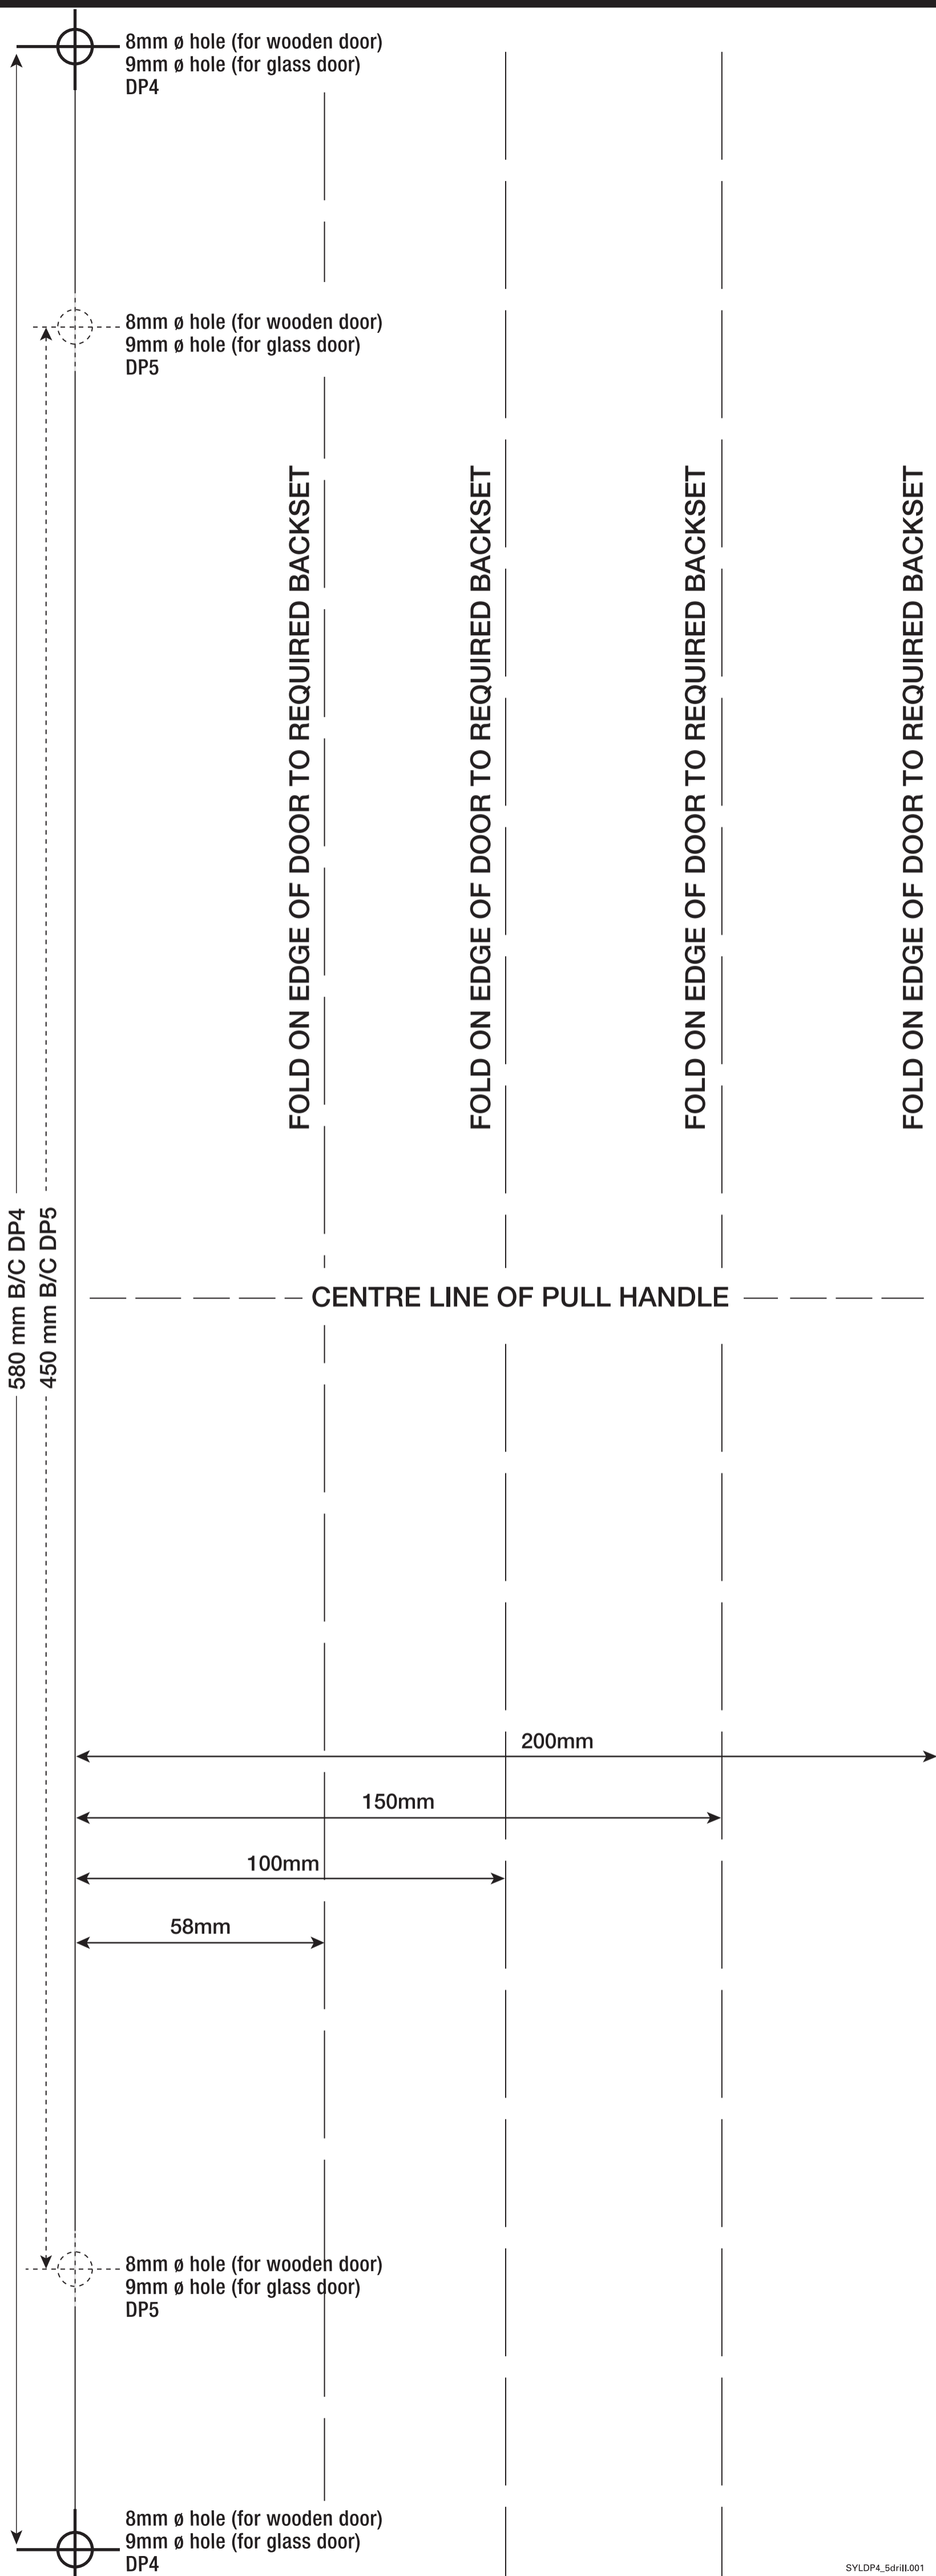 8mm ø hole (for wooden door)
9mm ø hole (for glass door)
DP4
8mm ø hole (for wooden door)
9mm ø hole (for glass door)
DP5
FOLD ON EDGE OF DOOR TO REQUIRED BACKSET
FOLD ON EDGE OF DOOR TO REQUIRED BACKSET
FOLD ON EDGE OF DOOR TO REQUIRED BACKSET
FOLD ON EDGE OF DOOR TO REQUIRED BACKSET
580 mm B/C DP4
450 mm B/C DP5
CENTRE LINE OF PULL HANDLE
200mm
150mm
100mm
58mm
8mm ø hole (for wooden door)
9mm ø hole (for glass door)
DP5
8mm ø hole (for wooden door)
9mm ø hole (for glass door)
DP4
SYLDP4_5drill.001